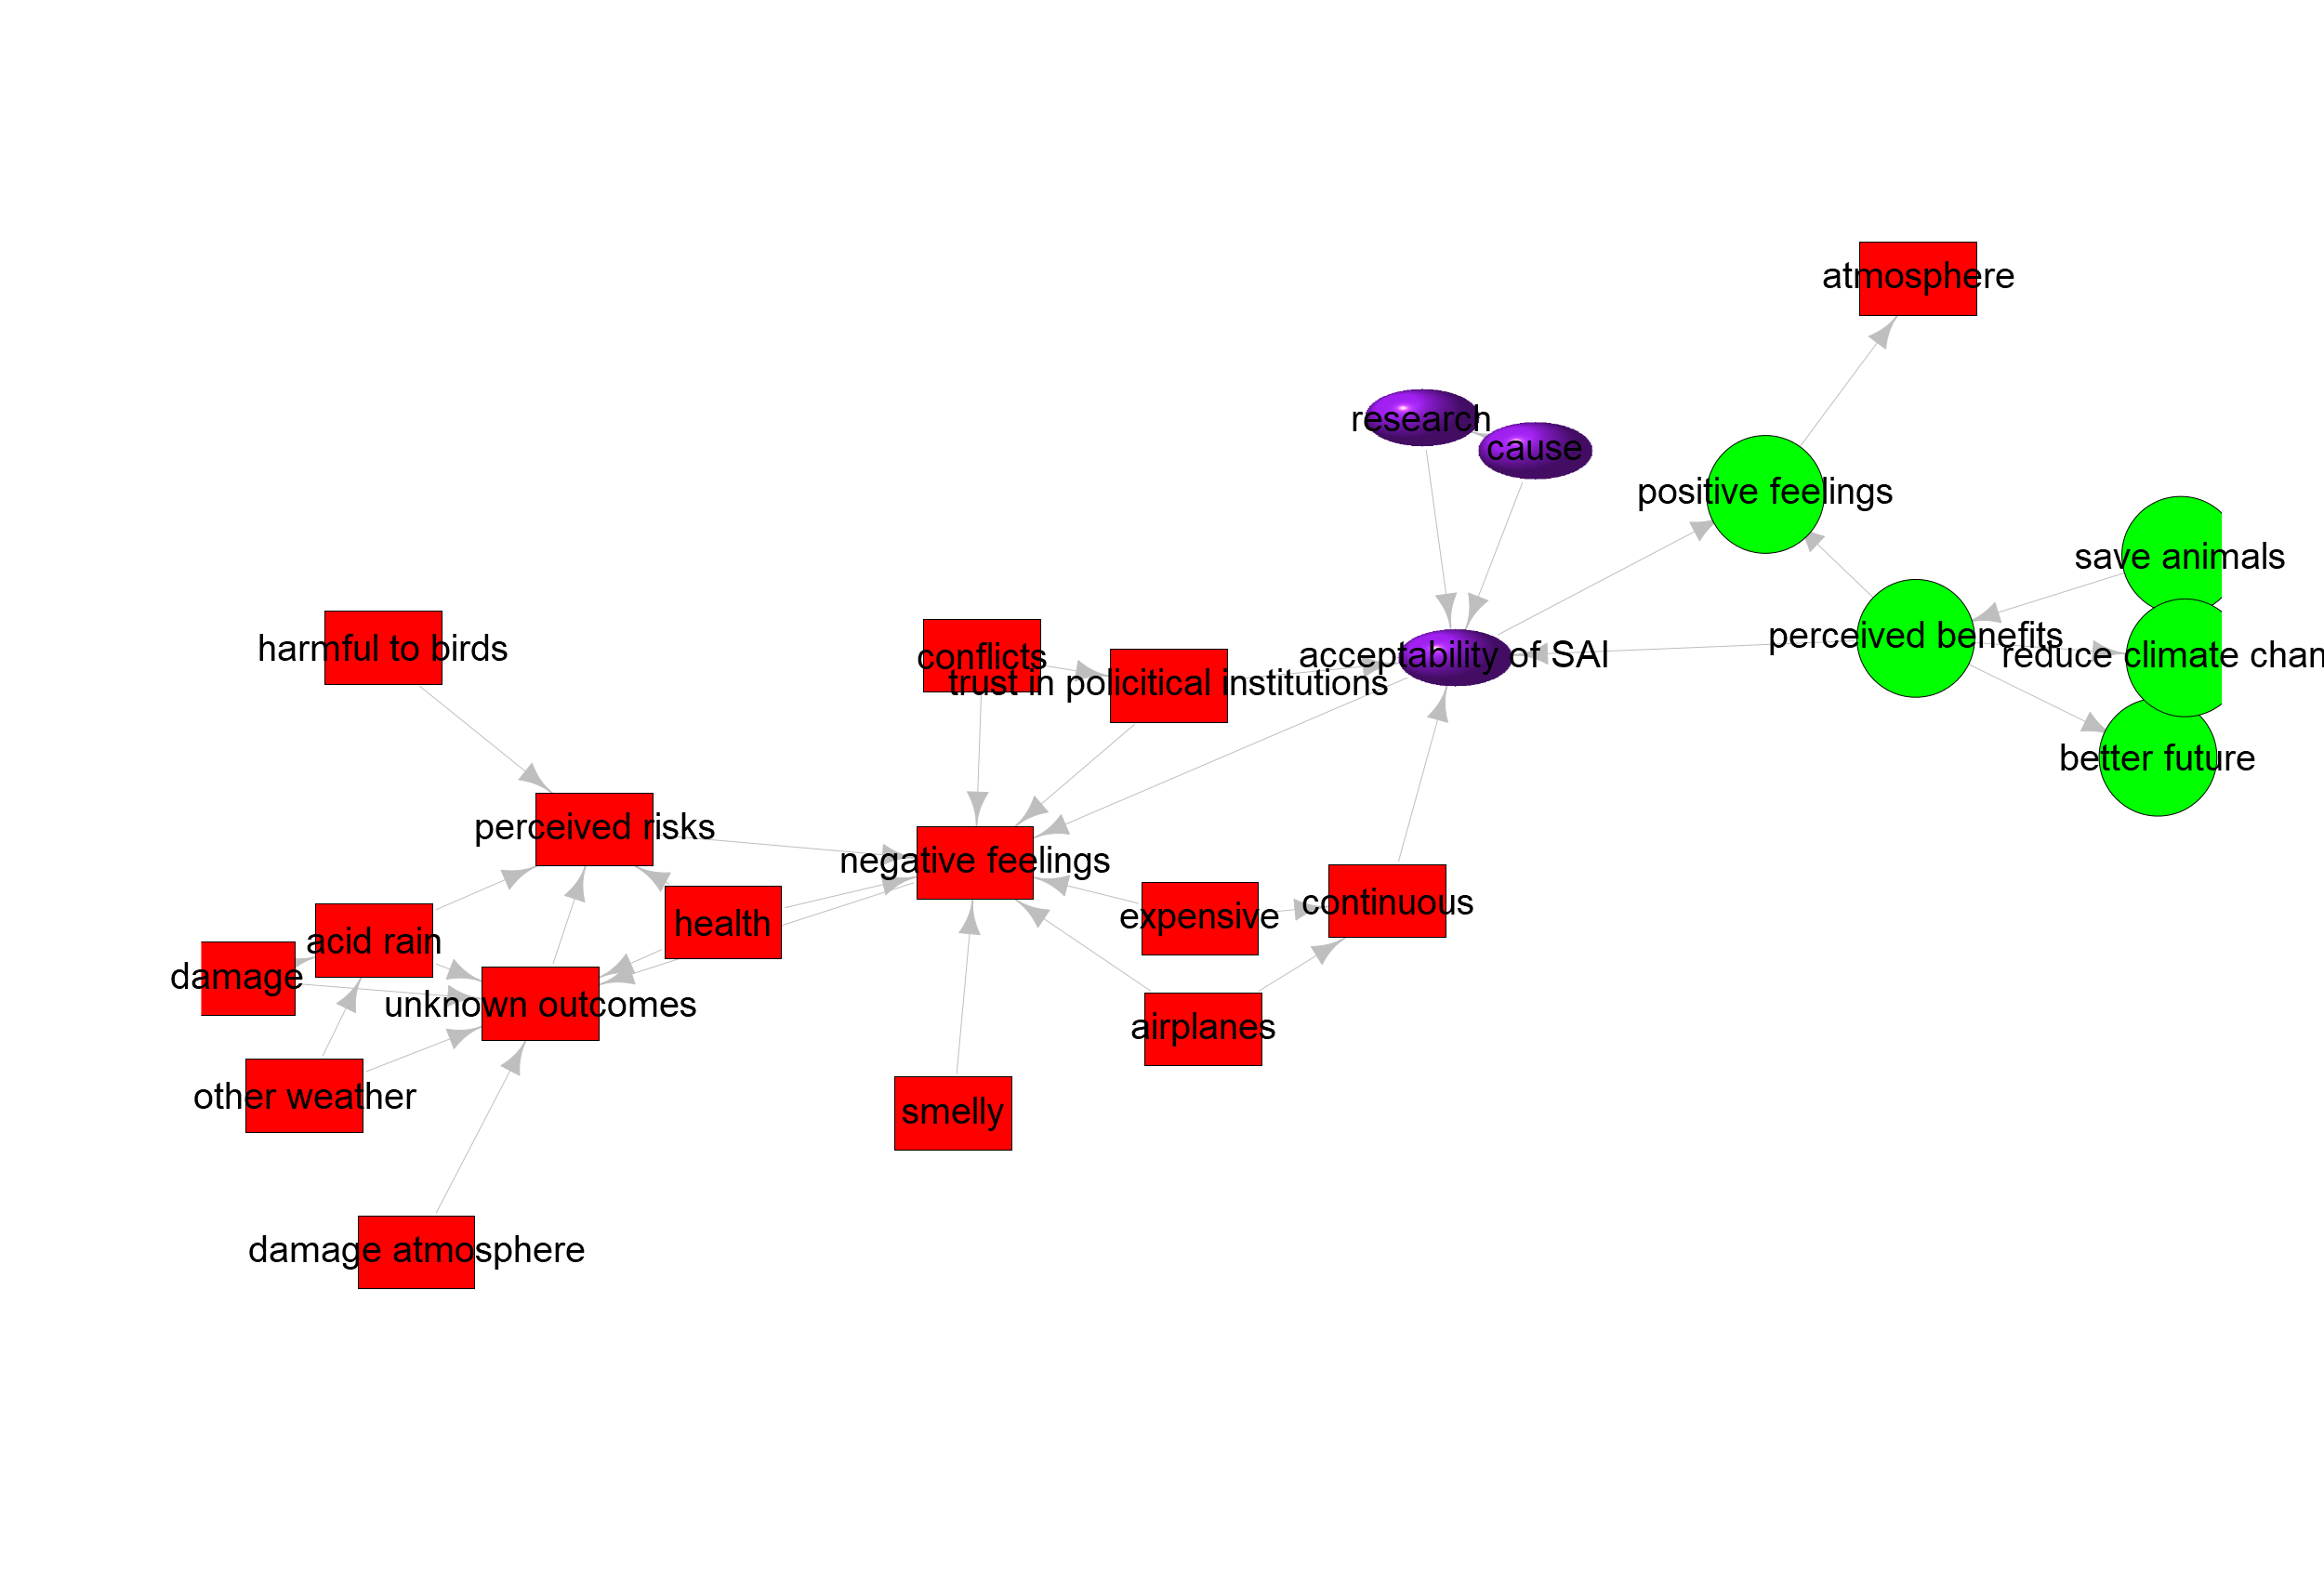 atmosphere
research
cause
positive feelings
save animals
harmful to birds
conflicts
acceptability of SAI
perceived benefits
reduce climate chan
trust in policitical institutions
better future
perceived risks
negative feelings
health
expensive
continuous
acid rain
damage
unknown outcomes
airplanes
other weather
smelly
damage atmosphere